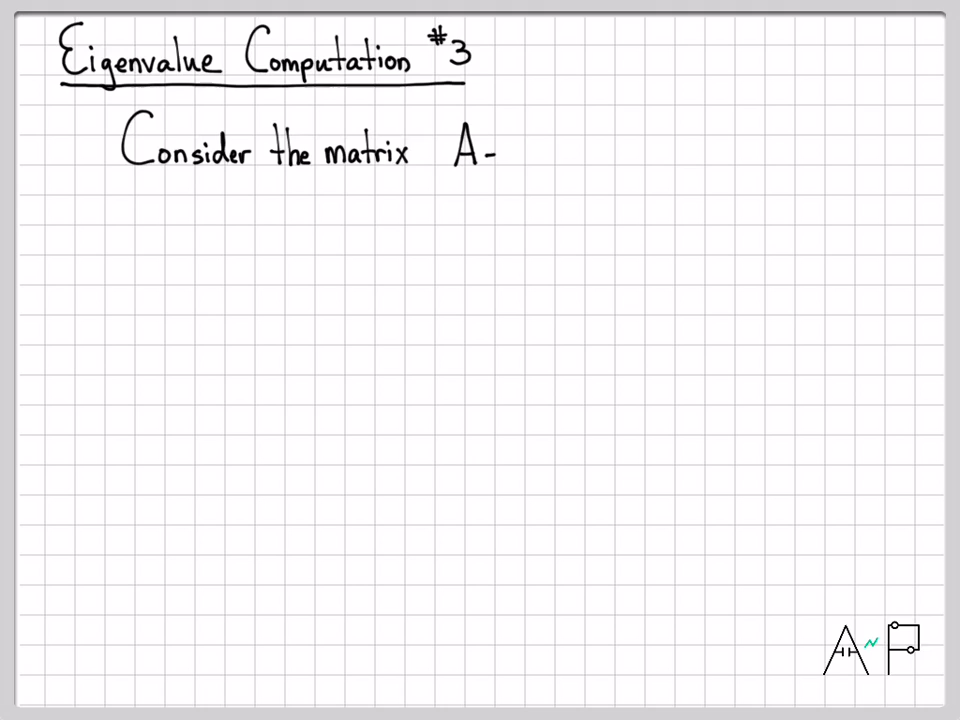 Eigenvalue Computation #3
Consider the matrix A-